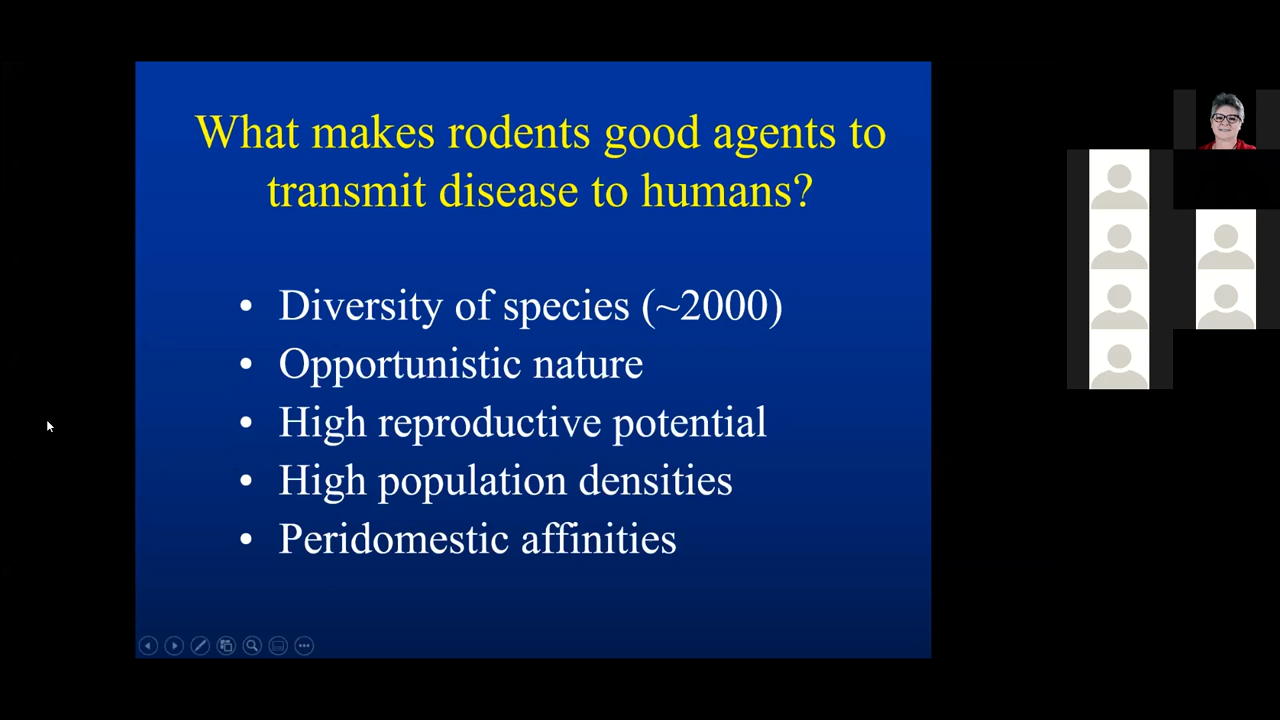 What makes rodents good agents to
transmit disease to humans?
• Diversity of species (~2000)
• Opportunistic nature
• High reproductive potential
• High population densities
• Peridomestic affinities